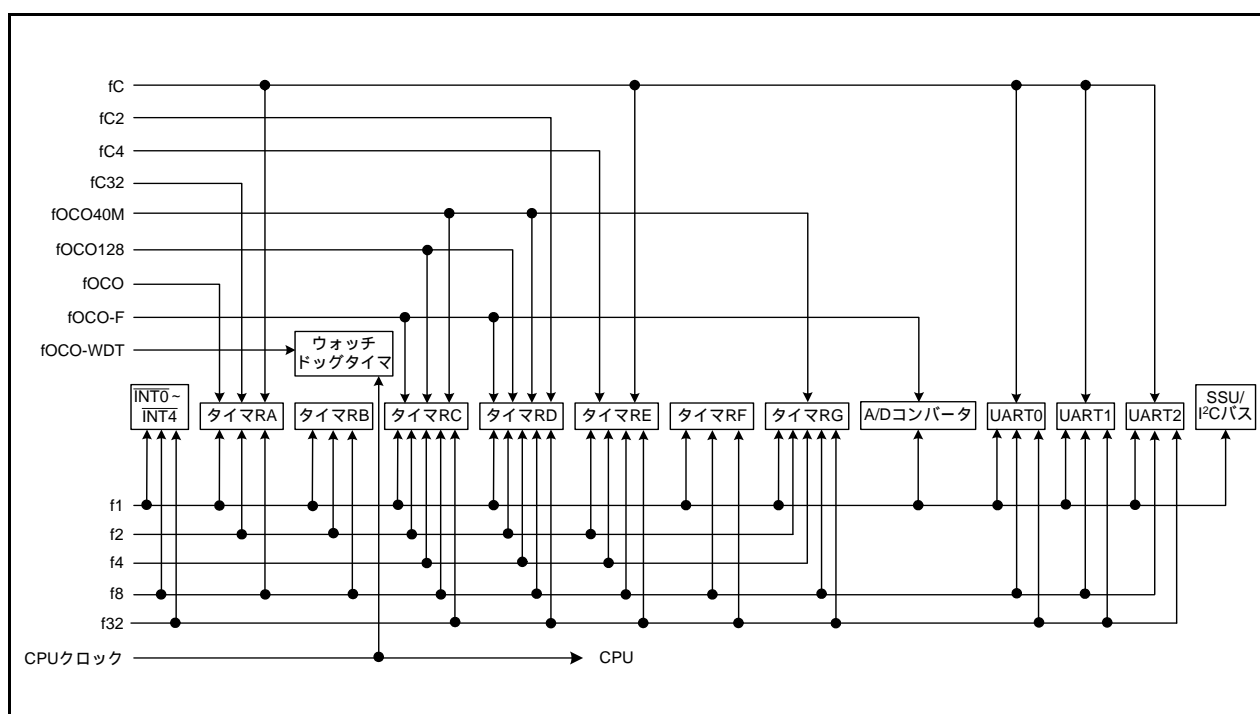 fC
fC2
fC4
fC32
fOCO40M
fOCO128
fOCO
fOCO-F
fOCO-WDT
ウォッチ
ドッグタイマ
INT0~
INT4
タイマRA
タイマRB
タイマRC
タイマRD
タイマRE
タイマRF
タイマRG
A/Dコンバータ
UART0
UART1
UART2
SSU/
I²Cバス
f1
f2
f4
f8
f32
CPUクロック
CPU